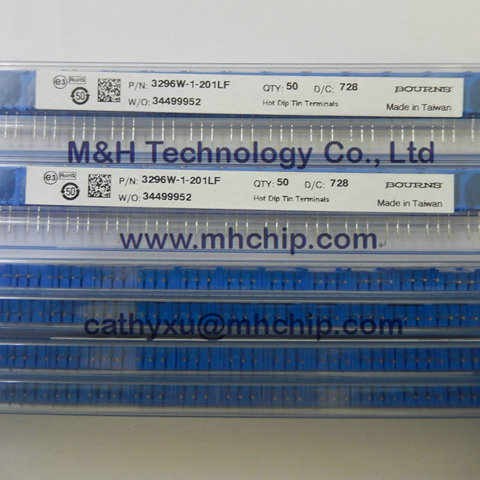 e3 RoHS P/N: 3296W-1-201LF QTY: 50 D/C: 728 BOURNS
50 W/O: 34499952 Hot Dip Tin Terminals Made in Taiwan
M&H Technology Co., Ltd
e3 RoHS P/N: 3296W-1-201LF QTY: 50 D/C: 728 BOURNS
50 W/O: 34499952 Hot Dip Tin Terminals Made in Taiwan
www.mhchip.com
cathyxu@mhchip.com